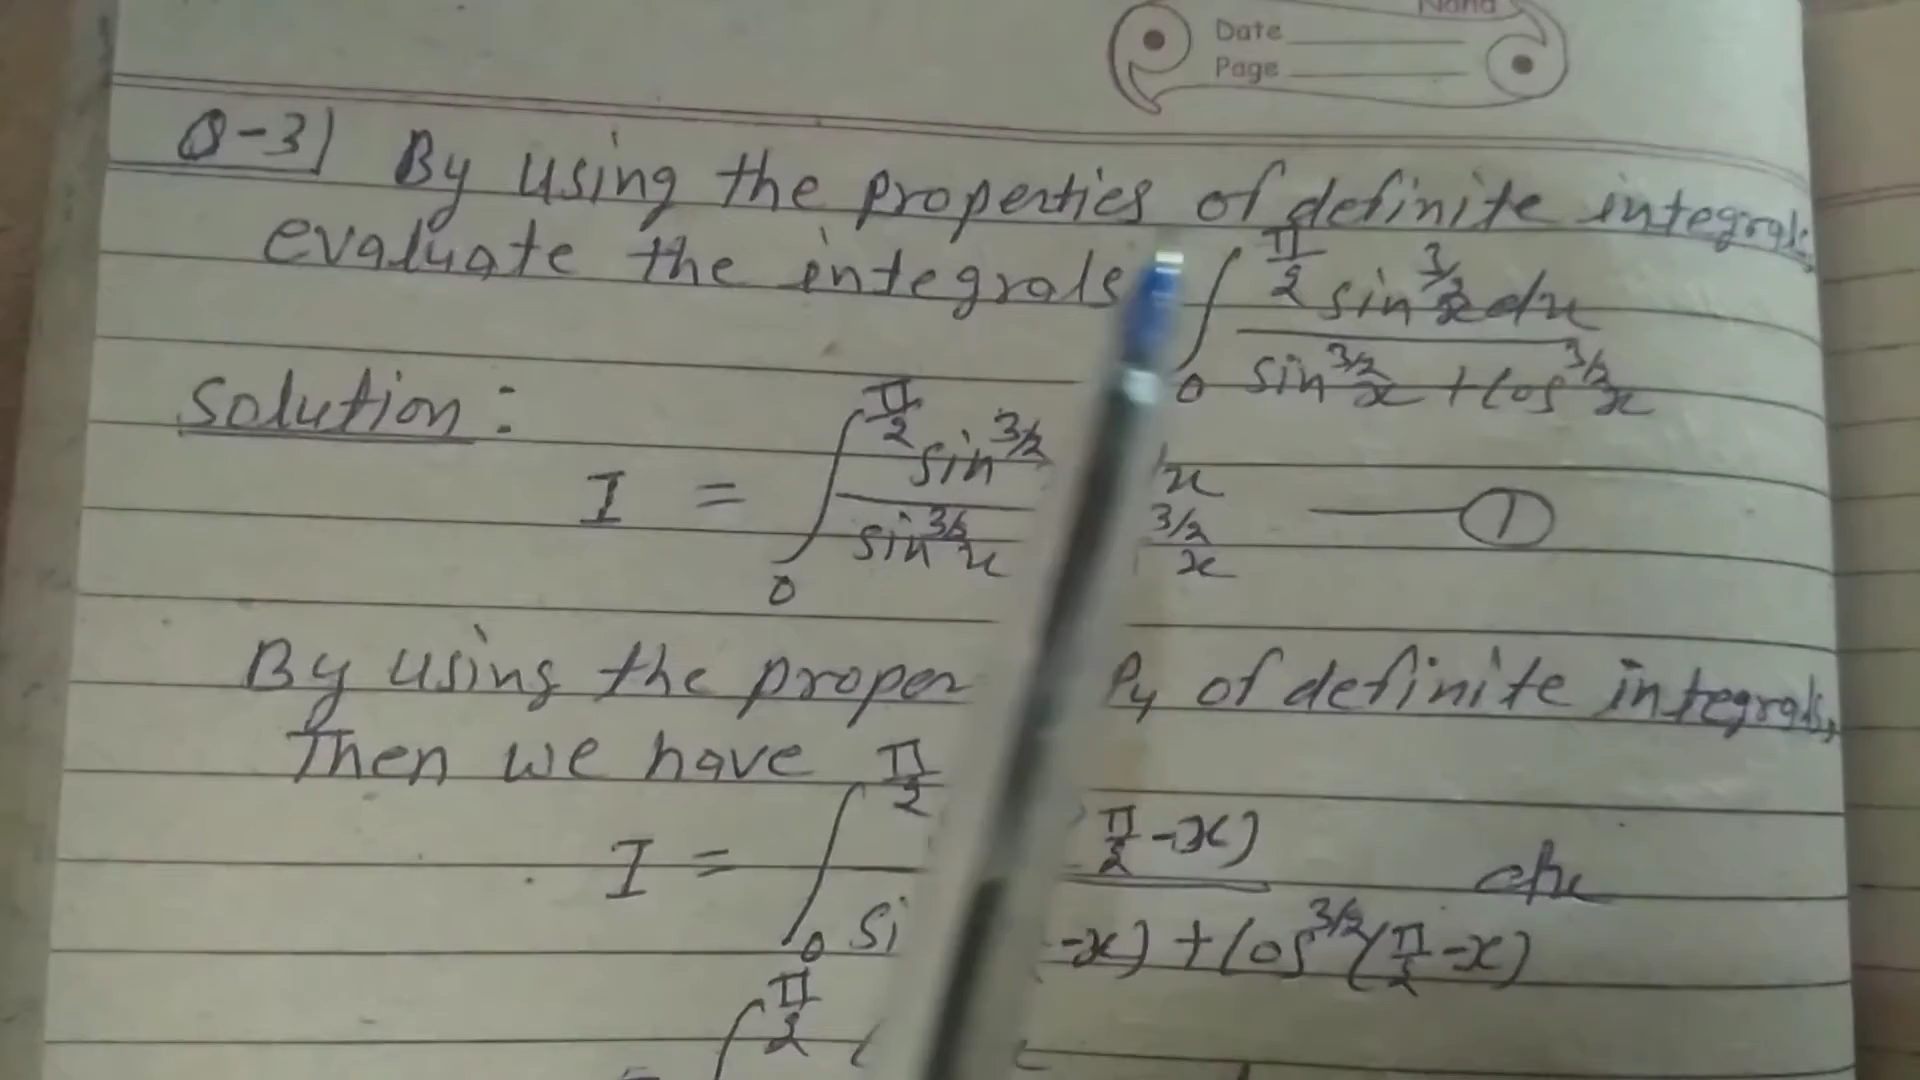 Nand
Date
Page
Q-3) By using the properties of definite integrals,
evaluate the integrals ∫₀^(π/2) sin^(3/2)x dx / (sin^(3/2)x + cos^(3/2)x)
Solution:
I = ∫₀^(π/2) sin^(3/2) x / sin^(3/2)x ^(3/2)x — ①
By using the proper P₄ of definite integrals,
Then we have
I = ∫₀^(π/2) (π/2 -x) / Si -x) + cos^(3/2)(π/2 -x) dx
= ∫ π/2